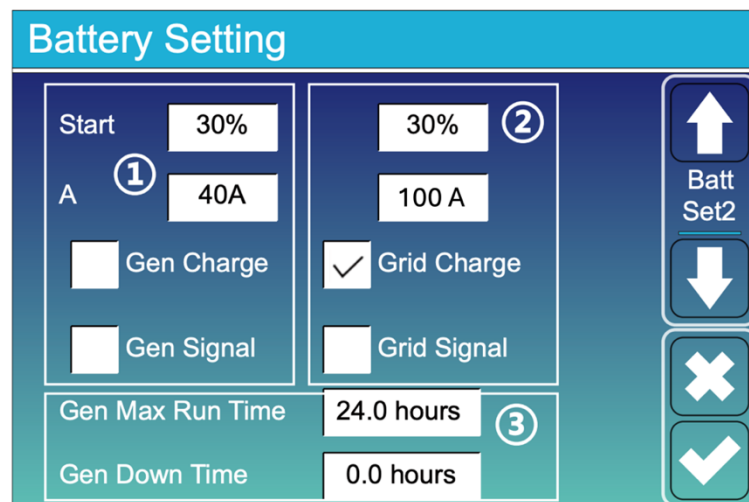 Battery Setting
Start 30% 30% ②
A ① 40A 100 A
Gen Charge Grid Charge
Gen Signal Grid Signal
Gen Max Run Time 24.0 hours ③
Gen Down Time 0.0 hours
Batt
Set2